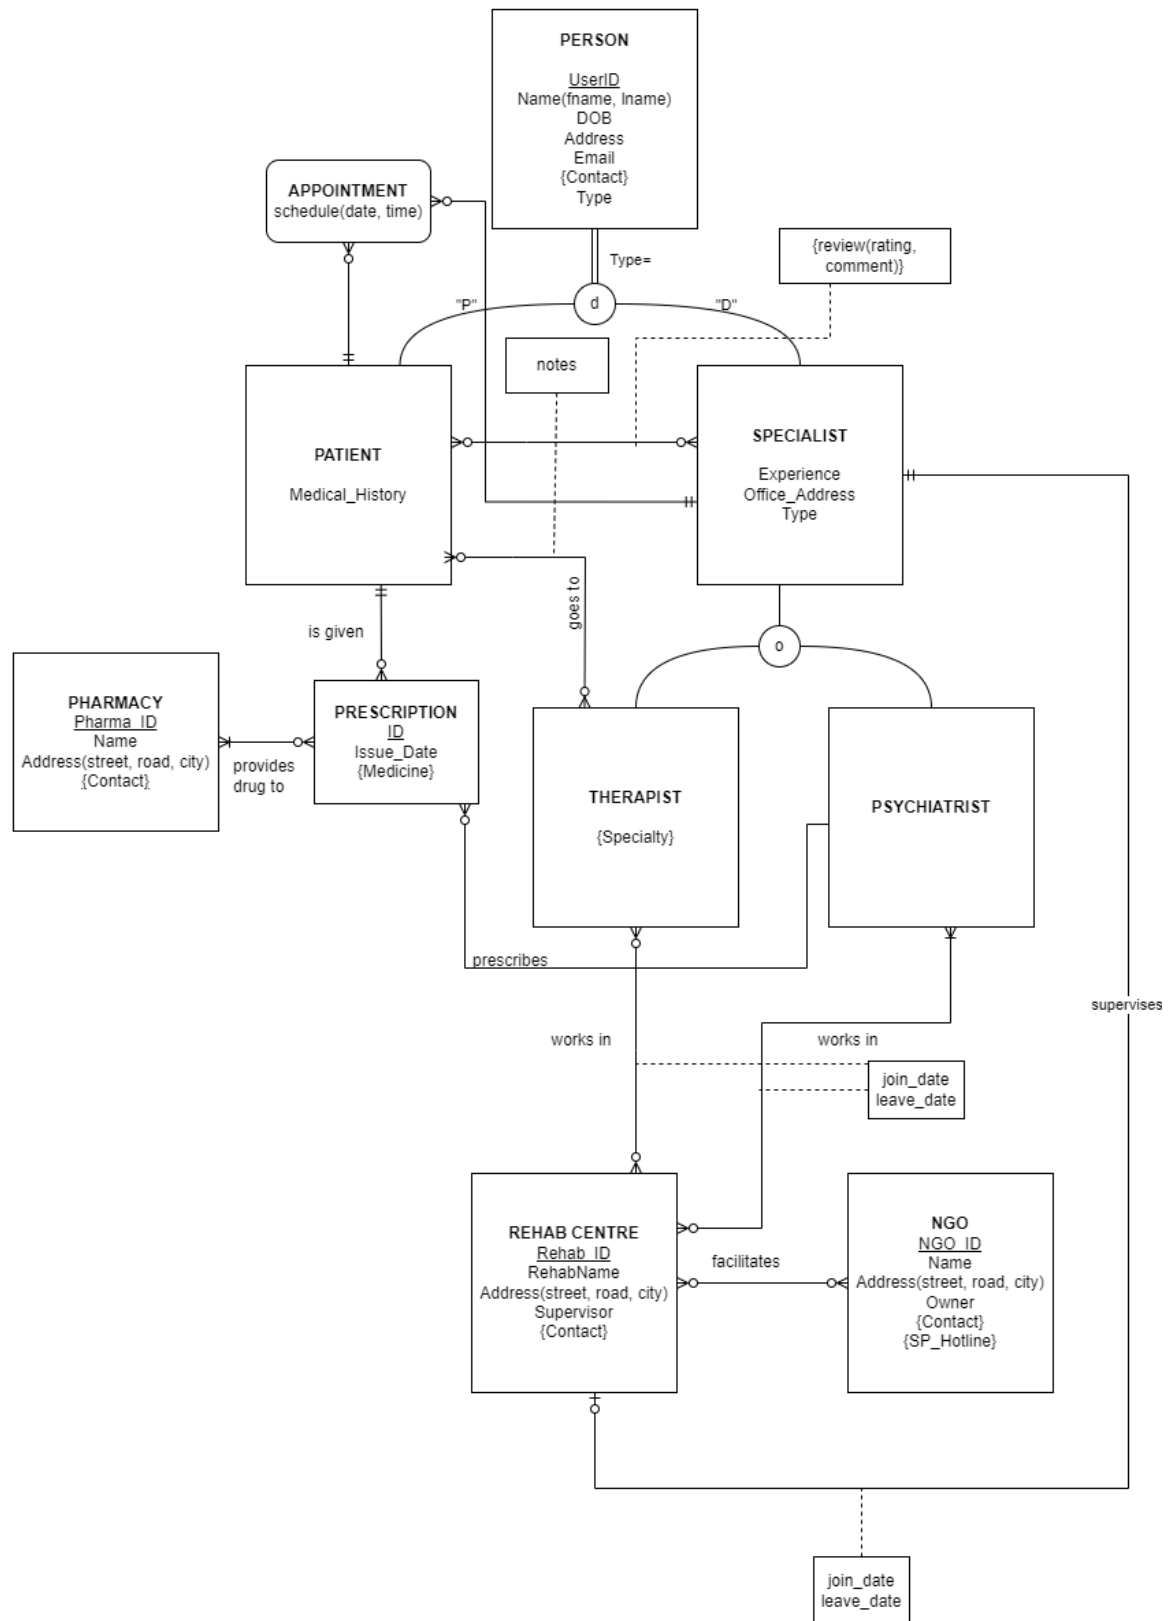 PERSON
UserID
Name(fname, lname)
DOB
Address
Email
{Contact}
Type
APPOINTMENT
schedule(date, time)
{review(rating,
comment)}
Type=
d
"P"
"D"
notes
PATIENT
Medical_History
SPECIALIST
Experience
Office_Address
Type
goes to
is given
o
PHARMACY
Pharma_ID
Name
Address(street, road, city)
{Contact}
provides
drug to
PRESCRIPTION
ID
Issue_Date
{Medicine}
THERAPIST
{Specialty}
PSYCHIATRIST
prescribes
supervises
works in
works in
join_date
leave_date
REHAB CENTRE
Rehab_ID
RehabName
Address(street, road, city)
Supervisor
{Contact}
facilitates
NGO
NGO_ID
Name
Address(street, road, city)
Owner
{Contact}
{SP_Hotline}
join_date
leave_date